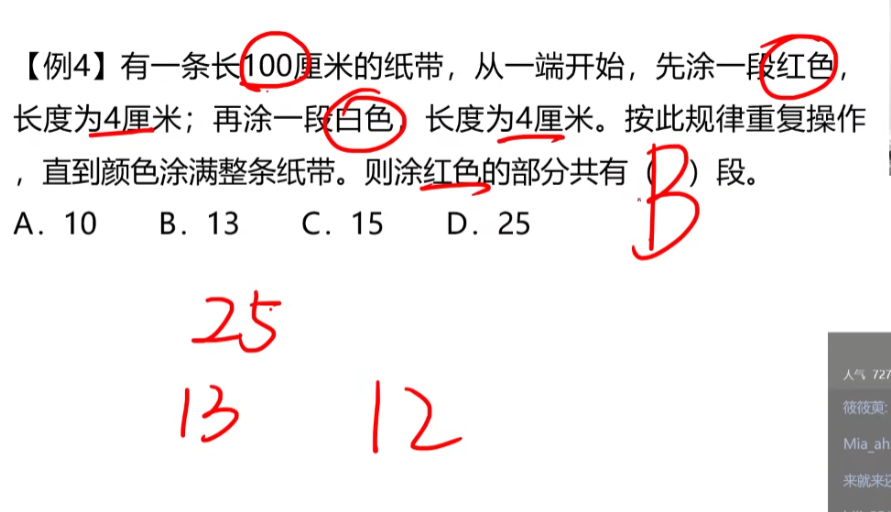 【例4】有一条长100厘米的纸带，从一端开始，先涂一段红色，
长度为4厘米；再涂一段白色，长度为4厘米。按此规律重复操作
，直到颜色涂满整条纸带。则涂红色的部分共有（B）段。
A．10 B．13 C．15 D．25
25
13 12
人气 727
筱筱萸:
Mia_ah
来就来还